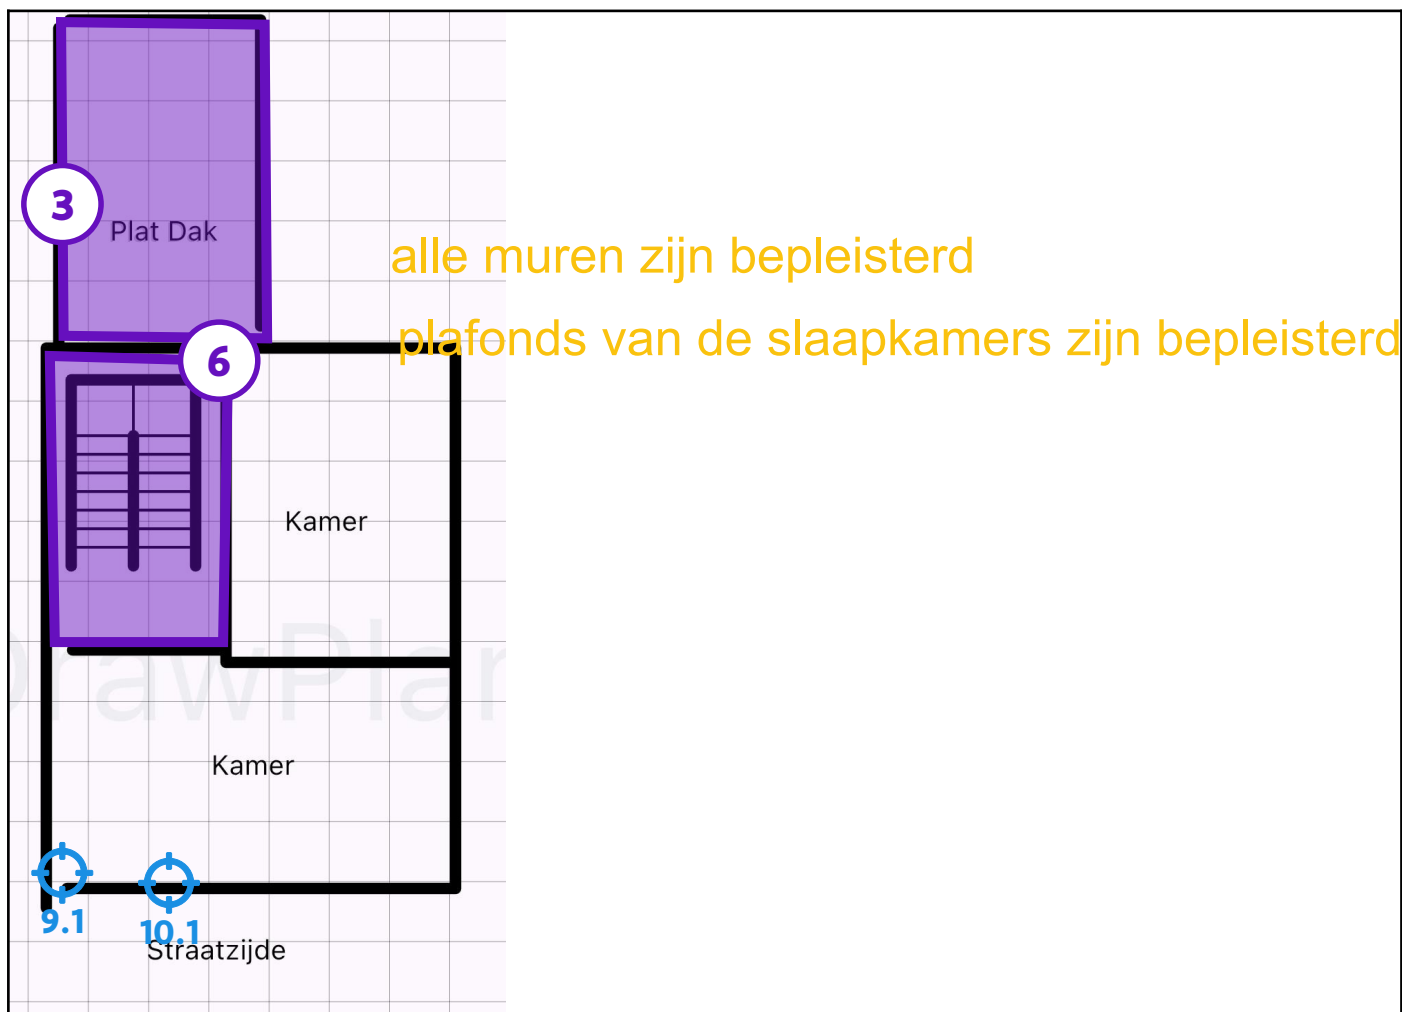 3
Plat Dak
alle muren zijn bepleisterd
plafonds van de slaapkamers zijn bepleisterd
6
Kamer
DrawPlan
Kamer
9.1
10.1
Straatzijde